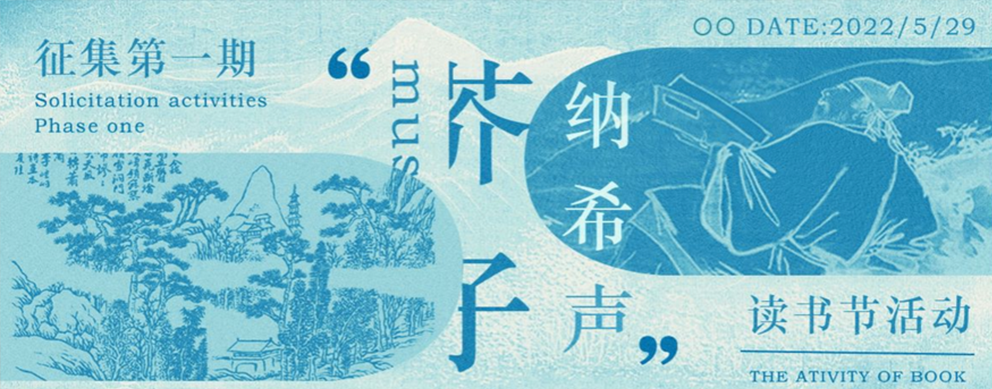 征集第一期
Solicitation activities
Phase one
“
mus
芥子
纳希声
”
○○ DATE:2022/5/29
读书节活动
THE ATIVITY OF BOOK